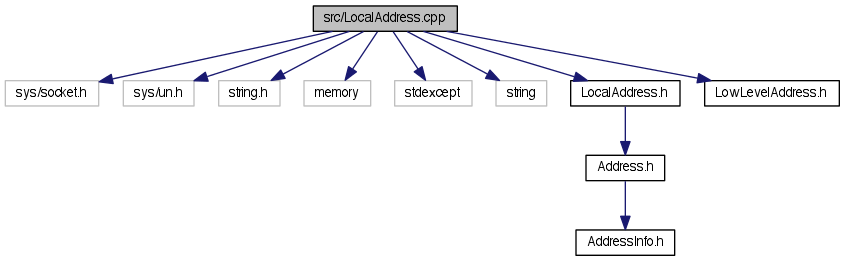 src/LocalAddress.cpp
sys/socket.h
sys/un.h
string.h
memory
stdexcept
string
LocalAddress.h
LowLevelAddress.h
Address.h
AddressInfo.h